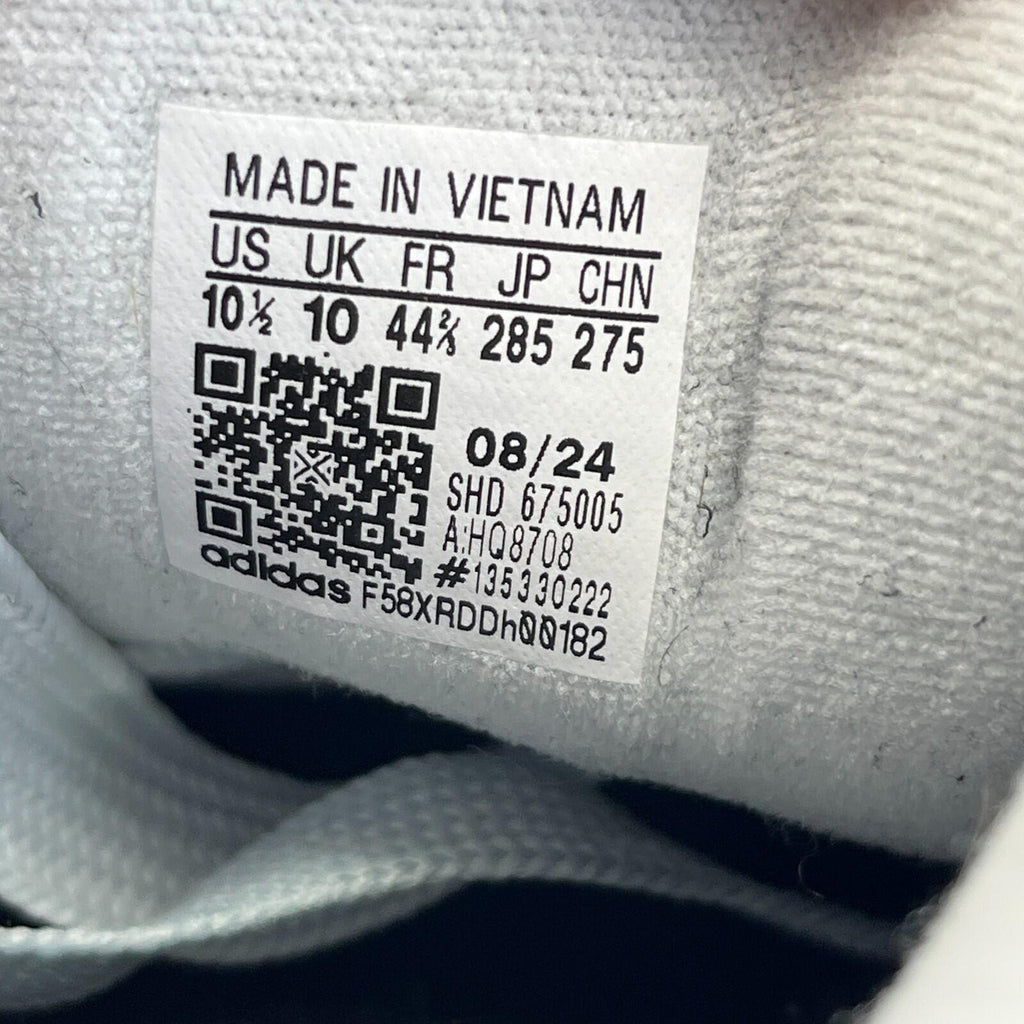 MADE IN VIETNAM
US UK FR JP CHN
10½ 10 44⅔ 285 275
08/24
SHD 675005
A:HQ8708
#135330222
adidas F58XRDDh00182